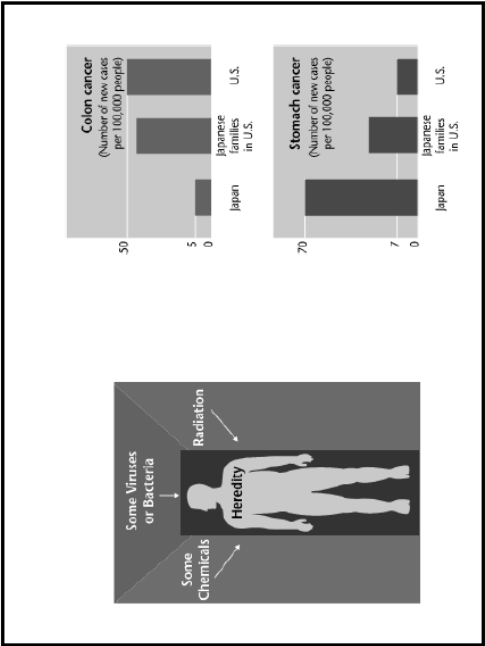 Some Viruses
or Bacteria
Some
Chemicals
Radiation
Heredity
Colon cancer
(Number of new cases
per 100,000 people)
50
5
0
Japan
Japanese
families
in U.S.
U.S.
Stomach cancer
(Number of new cases
per 100,000 people)
70
7
0
Japan
Japanese
families
in U.S.
U.S.